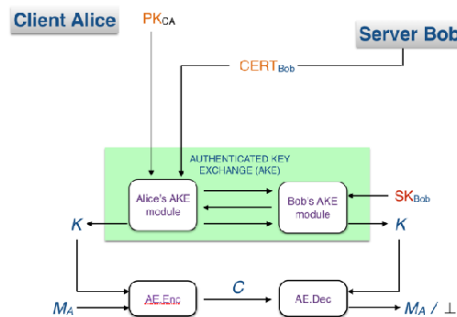 Client Alice
PKCA
Server Bob
CERTBob
AUTHENTICATED KEY
EXCHANGE (AKE)
Alice's AKE
module
Bob's AKE
module
SKBob
K
K
MA
AE.Enc
C
AE.Dec
MA / ⊥